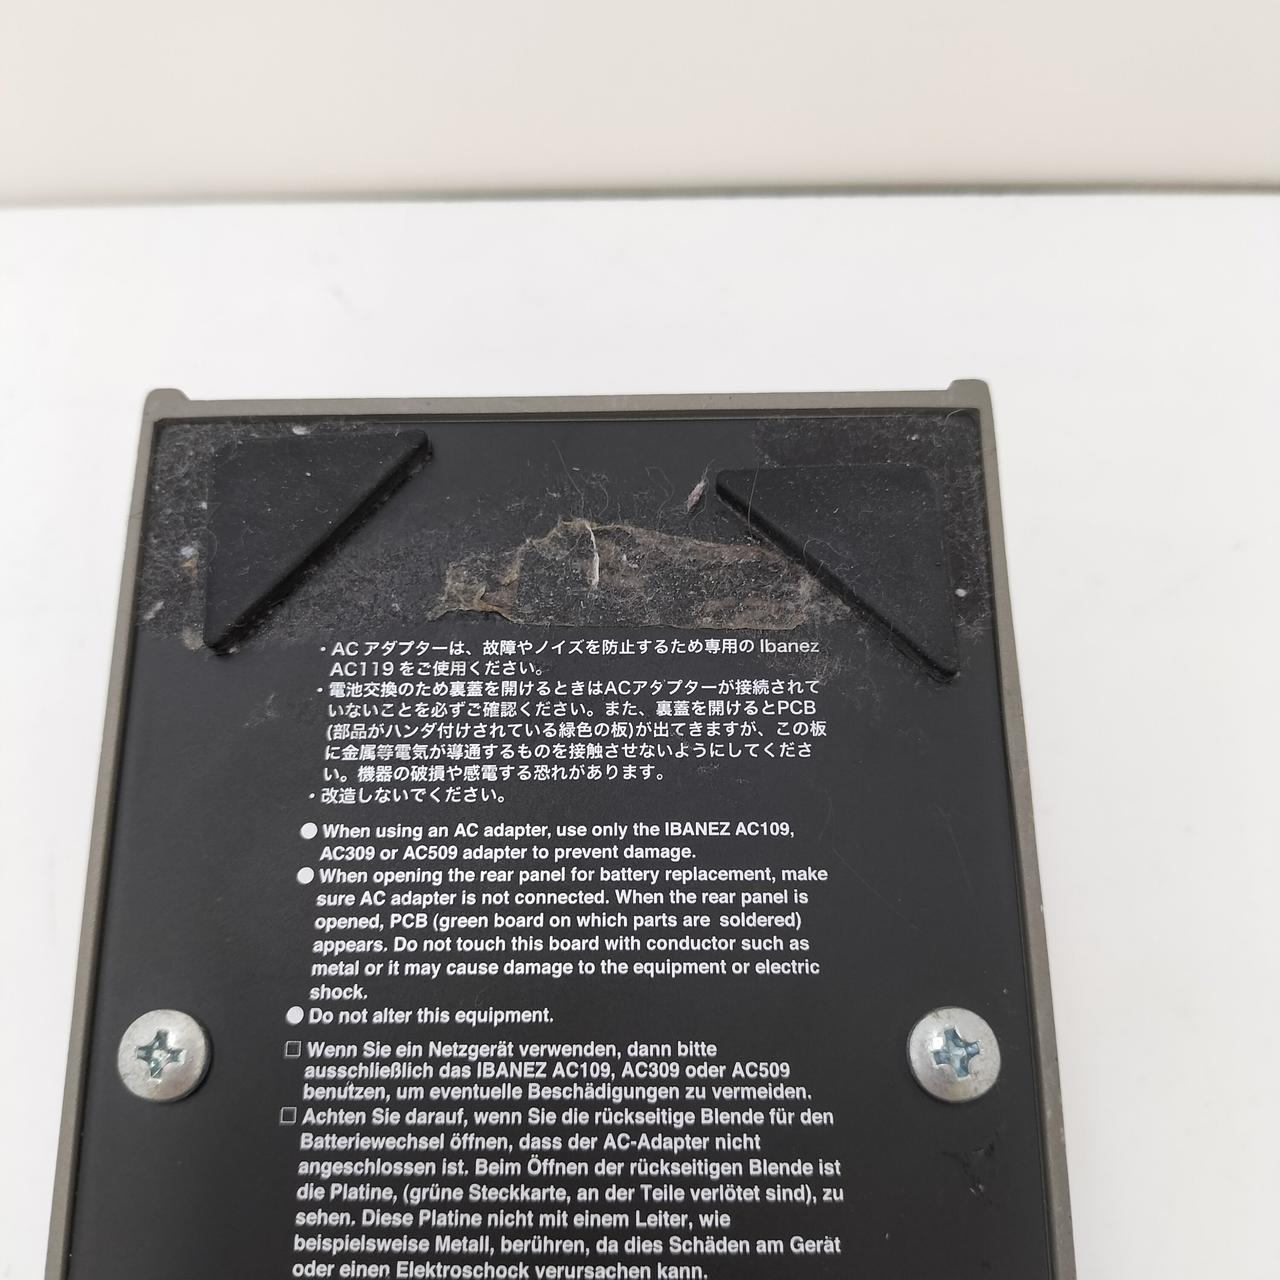 ・AC アダプターは、故障やノイズを防止するため専用の Ibanez
AC119 をご使用ください。
・電池交換のため裏蓋を開けるときはACアダプターが接続されて
いないことを必ずご確認ください。また、裏蓋を開けるとPCB
(部品がハンダ付けされている緑色の板)が出てきますが、この板
に金属等電気が導通するものを接触させないようにしてくださ
い。機器の破損や感電する恐れがあります。
・改造しないでください。
● When using an AC adapter, use only the IBANEZ AC109,
AC309 or AC509 adapter to prevent damage.
● When opening the rear panel for battery replacement, make
sure AC adapter is not connected. When the rear panel is
opened, PCB (green board on which parts are soldered)
appears. Do not touch this board with conductor such as
metal or it may cause damage to the equipment or electric
shock.
● Do not alter this equipment.
□ Wenn Sie ein Netzgerät verwenden, dann bitte
ausschließlich das IBANEZ AC109, AC309 oder AC509
benutzen, um eventuelle Beschädigungen zu vermeiden.
□ Achten Sie darauf, wenn Sie die rückseitige Blende für den
Batteriewechsel öffnen, dass der AC-Adapter nicht
angeschlossen ist. Beim Öffnen der rückseitigen Blende ist
die Platine, (grüne Steckkarte, an der Teile verlötet sind), zu
sehen. Diese Platine nicht mit einem Leiter, wie
beispielsweise Metall, berühren, da dies Schäden am Gerät
oder einen Elektroschock verursachen kann.